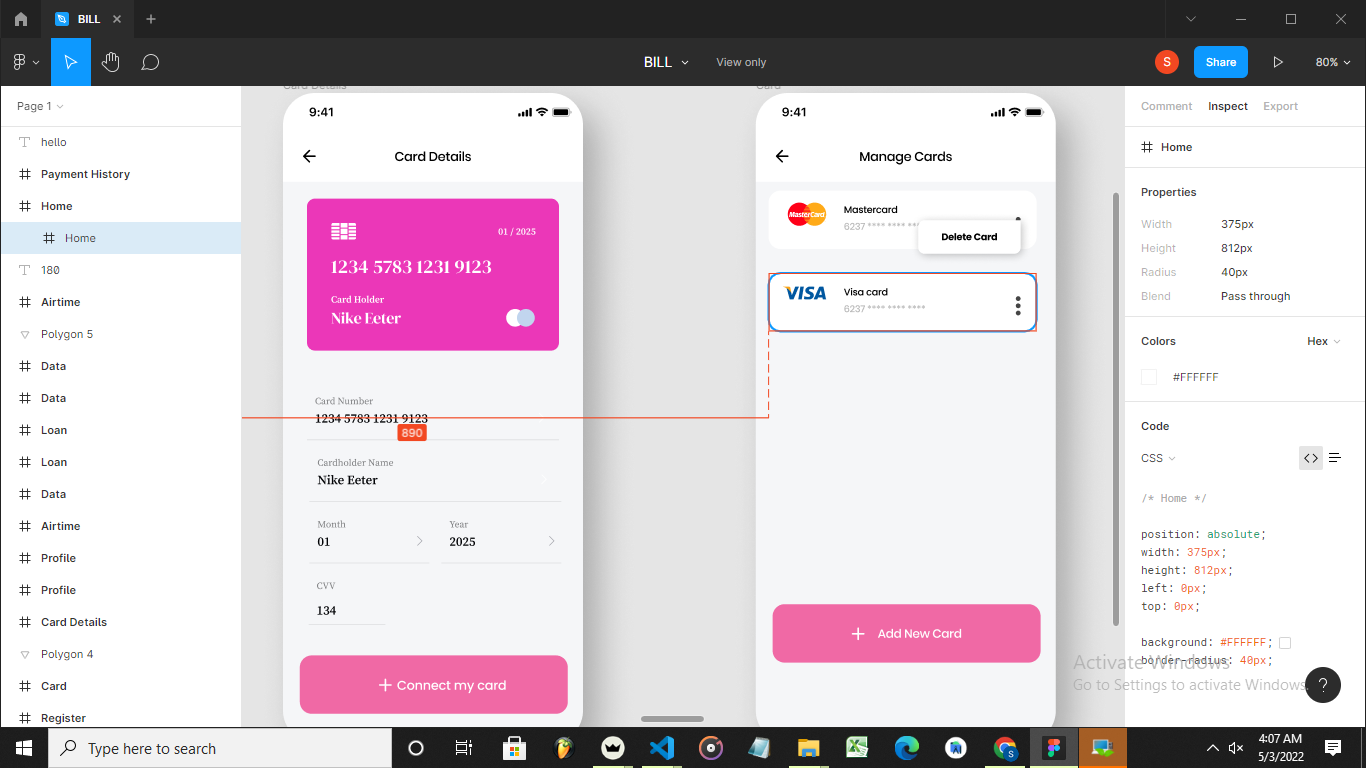 BILL
BILL
View only
S
Share
80%
Page 1
hello
Payment History
Home
Home
180
Airtime
Polygon 5
Data
Data
Loan
Loan
Data
Airtime
Profile
Profile
Card Details
Polygon 4
Card
Register
Card Details
9:41
Card Details
01 / 2025
1234 5783 1231 9123
Card Holder
Nike Eeter
Card Number
1234 5783 1231 9123
890
Cardholder Name
Nike Eeter
Month
01
Year
2025
CVV
134
+ Connect my card
Card
9:41
Manage Cards
MasterCard
Mastercard
6237 **** **** ***
Delete Card
VISA
Visa card
6237 **** **** ****
+ Add New Card
Comment Inspect Export
Home
Properties
Width 375px
Height 812px
Radius 40px
Blend Pass through
Colors Hex
#FFFFFF
Code
CSS
/* Home */
position: absolute;
width: 375px;
height: 812px;
left: 0px;
top: 0px;
background: #FFFFFF;
border-radius: 40px;
Activate Windows
Go to Settings to activate Windows.
?
Type here to search
S
4:07 AM
5/3/2022